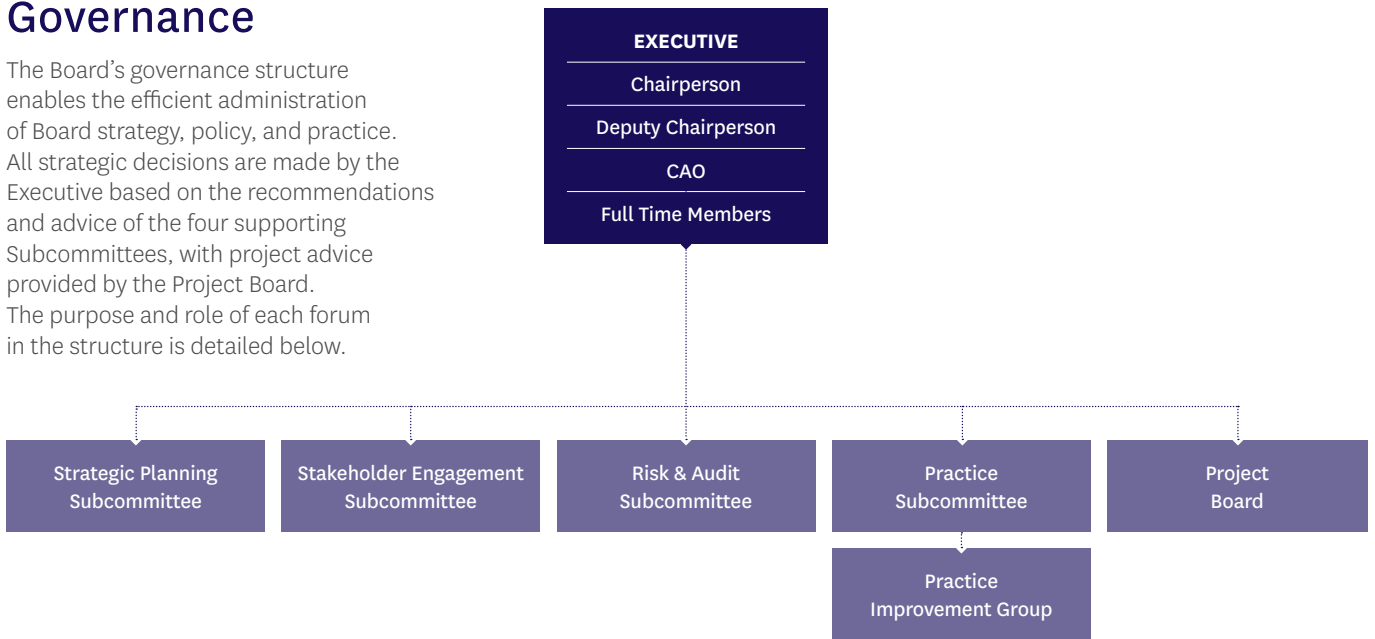 Governance
The Board’s governance structure
enables the efficient administration
of Board strategy, policy, and practice.
All strategic decisions are made by the
Executive based on the recommendations
and advice of the four supporting
Subcommittees, with project advice
provided by the Project Board.
The purpose and role of each forum
in the structure is detailed below.
EXECUTIVE
Chairperson
Deputy Chairperson
CAO
Full Time Members
Strategic Planning
Subcommittee
Stakeholder Engagement
Subcommittee
Risk & Audit
Subcommittee
Practice
Subcommittee
Project
Board
Practice
Improvement Group